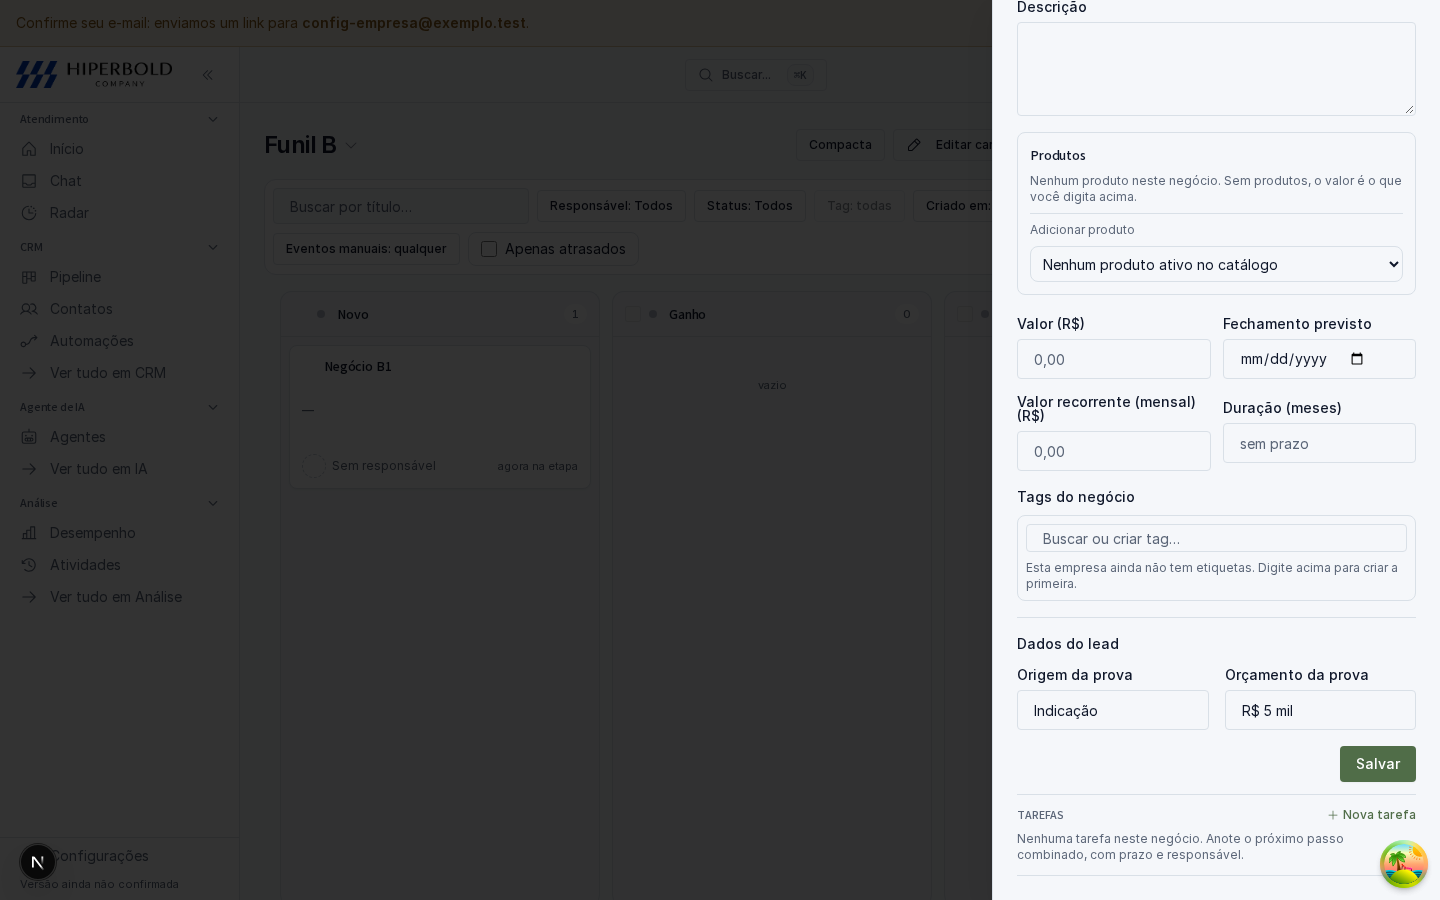 Confirme seu e-mail: enviamos um link para config-empresa@exemplo.test.
HIPERBOLD
COMPANY
Buscar...
⌘K
Atendimento
Início
Chat
Radar
CRM
Pipeline
Contatos
Automações
Ver tudo em CRM
Agente de IA
Agentes
Ver tudo em IA
Análise
Desempenho
Atividades
Ver tudo em Análise
Configurações
Versão ainda não confirmada
Funil B
Compacta
Editar car
Buscar por título...
Responsável: Todos
Status: Todos
Tag: todas
Criado em:
Eventos manuais: qualquer
Apenas atrasados
Novo
1
Negócio B1
—
Sem responsável
agora na etapa
Ganho
0
vazio
Descrição
Produtos
Nenhum produto neste negócio. Sem produtos, o valor é o que
você digita acima.
Adicionar produto
Nenhum produto ativo no catálogo
Valor (R$)
Fechamento previsto
0,00
mm/dd/yyyy
Valor recorrente (mensal)
(R$)
Duração (meses)
0,00
sem prazo
Tags do negócio
Buscar ou criar tag...
Esta empresa ainda não tem etiquetas. Digite acima para criar a
primeira.
Dados do lead
Origem da prova
Orçamento da prova
Indicação
R$ 5 mil
Salvar
TAREFAS
Nova tarefa
Nenhuma tarefa neste negócio. Anote o próximo passo
combinado, com prazo e responsável.